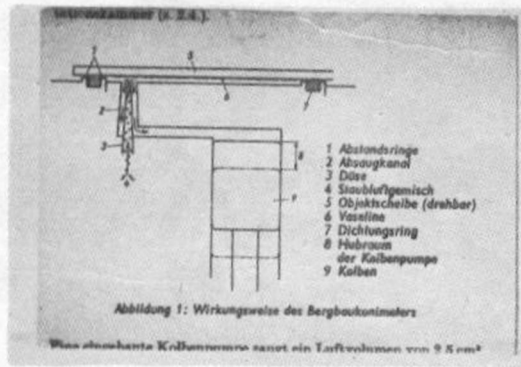 (s. 2.4.).
5
6
7
2
3
4
8
9
1 Abstandsringe
2 Absaugkanal
3 Düse
4 Staubluftgemisch
5 Objektscheibe (drehbar)
6 Vaseline
7 Dichtungsring
8 Hubraum
der Kolbenpumpe
9 Kolben
Abbildung 1: Wirkungsweise des Bergbaukonimeters
Eine eingebaute Kolbenpumpe saugt ein Luftvolumen von 2,5 cm³